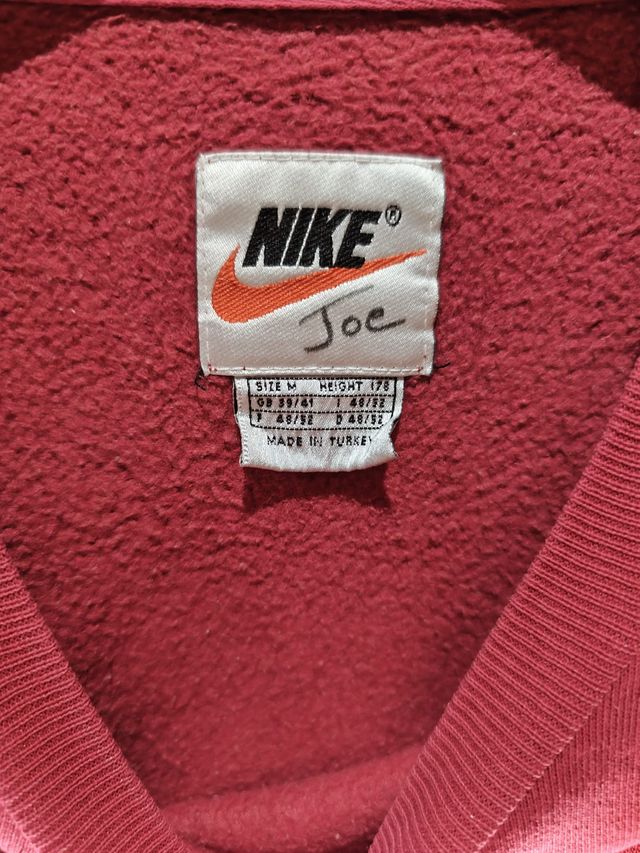 NIKE®
Joe
SIZE M HEIGHT 178
GB 39/41 I 48/52
F 48/52 D 48/52
MADE IN TURKEY